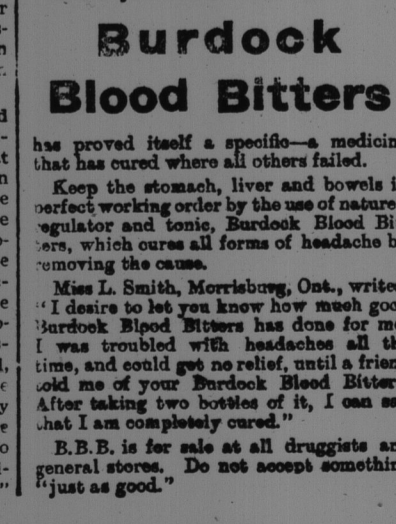 Burdock
Blood Bitters
has proved itself a specific—a medicin
that has cured where all others failed.
Keep the stomach, liver and bowels i
perfect working order by the use of nature
egulator and tonic, Burdock Blood Bi
ers, which cures all forms of headache b
removing the cause.
Miss L. Smith, Morrisburg, Ont., write
"I desire to let you know how much goo
Burdock Blood Bitters has done for m
I was troubled with headaches all th
time, and could get no relief, until a frien
told me of your Burdock Blood Bitter
After taking two bottles of it, I can sa
that I am completely cured."
B.B.B. is for sale at all druggists an
general stores. Do not accept somethin
"just as good."